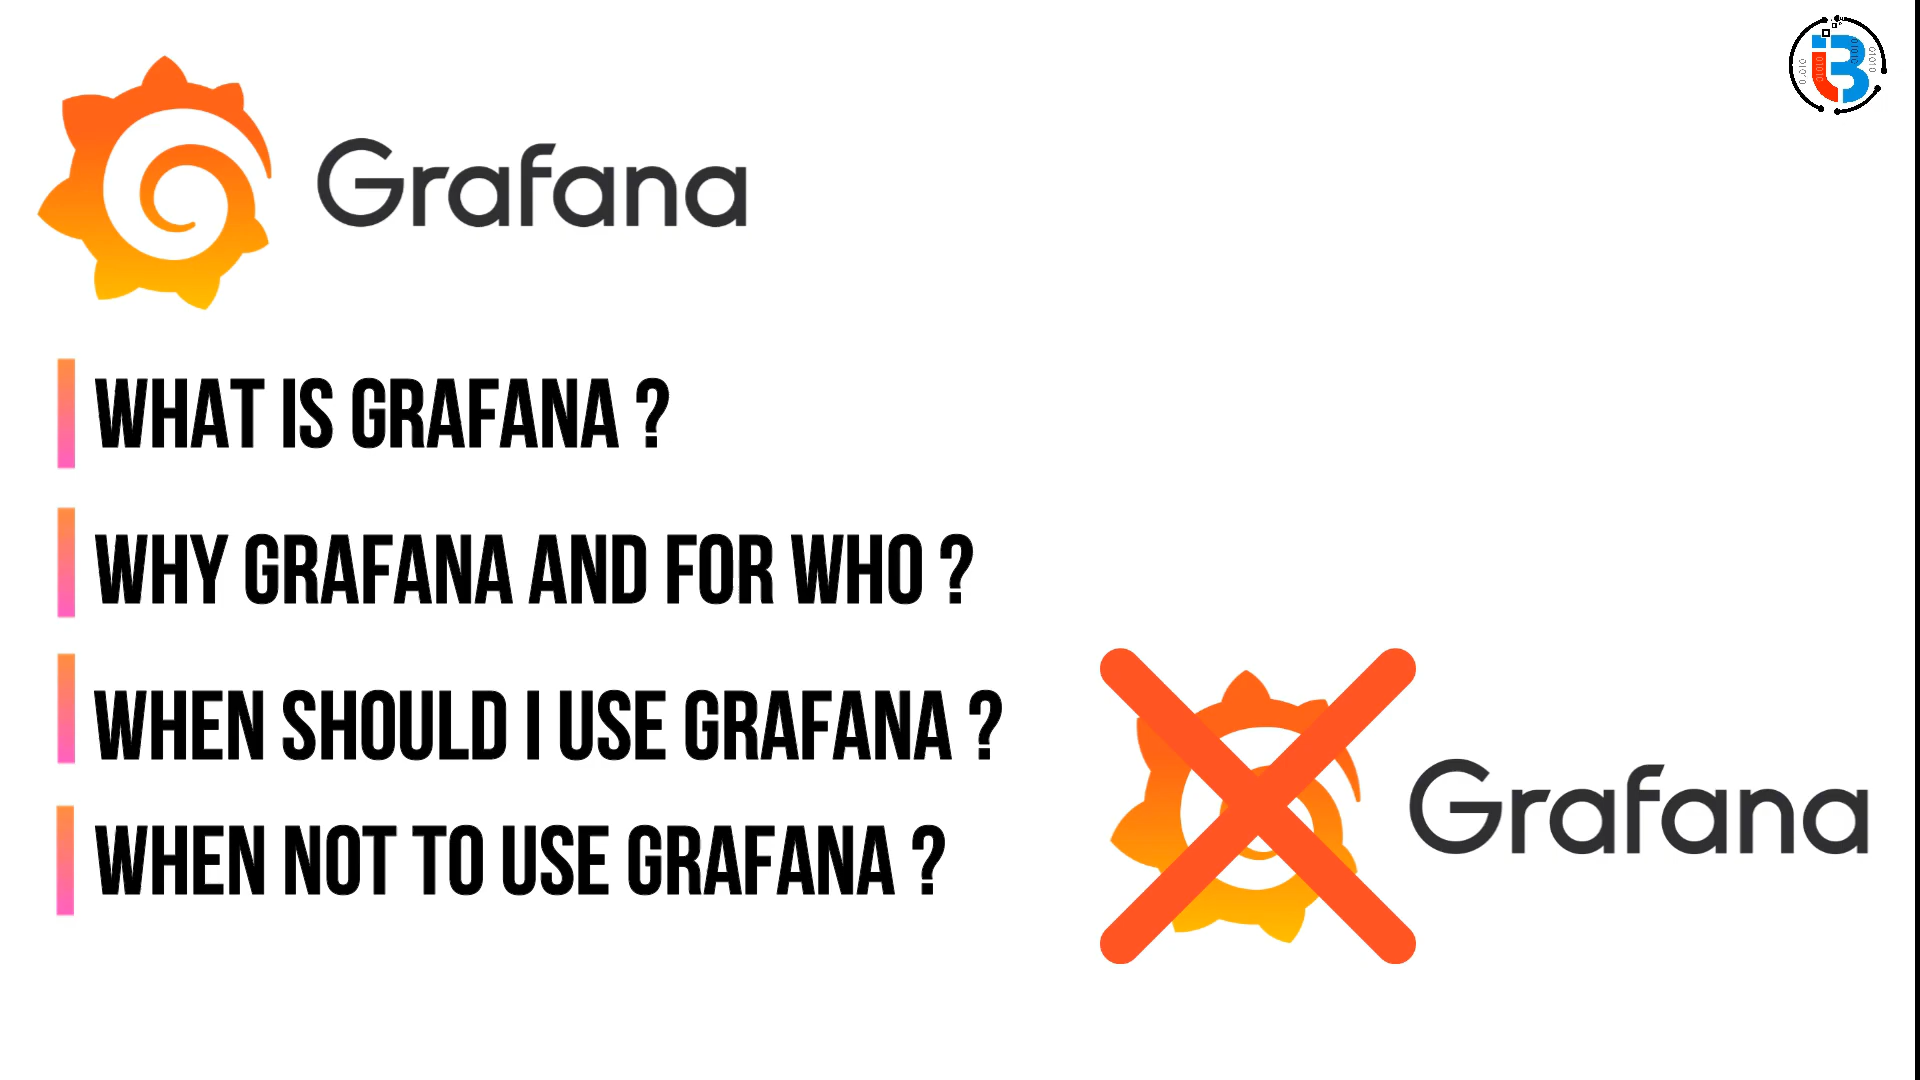 Grafana
WHAT IS GRAFANA ?
WHY GRAFANA AND FOR WHO ?
WHEN SHOULD I USE GRAFANA ?
WHEN NOT TO USE GRAFANA ?
Grafana